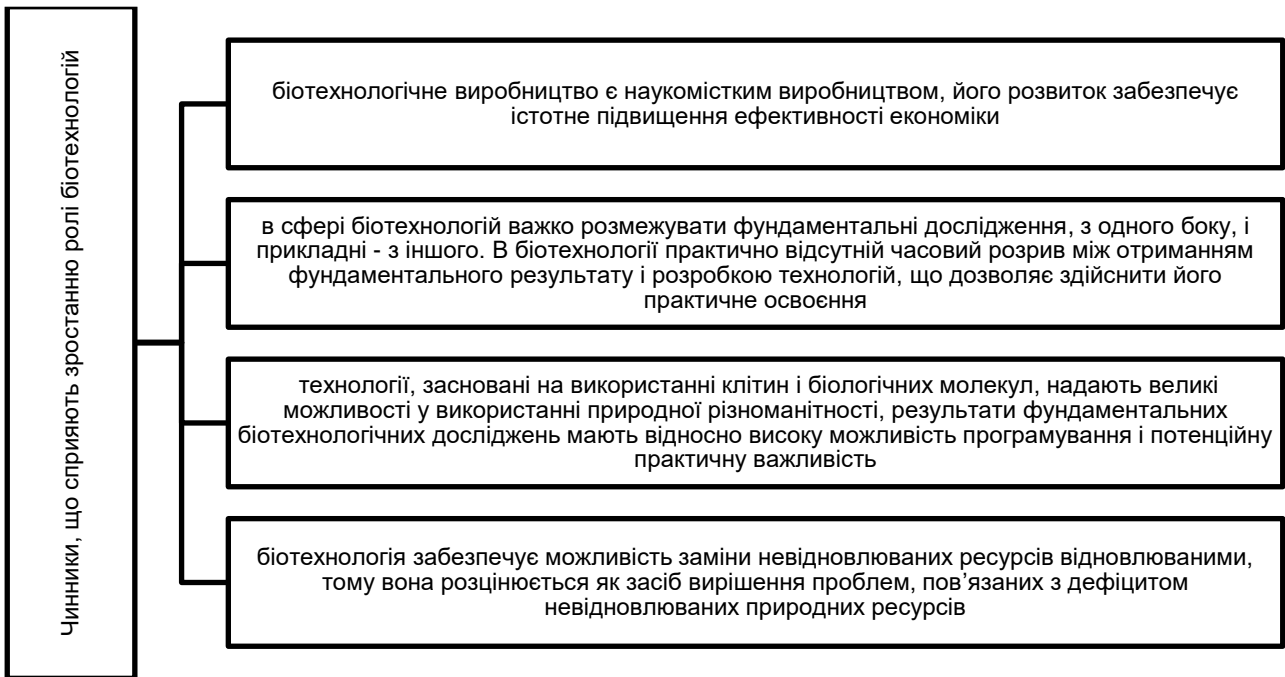 Чинники, що сприяють зростанню ролі біотехнологій
біотехнологічне виробництво є наукомістким виробництвом, його розвиток забезпечує
істотне підвищення ефективності економіки
в сфері біотехнологій важко розмежувати фундаментальні дослідження, з одного боку, і
прикладні - з іншого. В біотехнології практично відсутній часовий розрив між отриманням
фундаментального результату і розробкою технологій, що дозволяє здійснити його
практичне освоєння
технології, засновані на використанні клітин і біологічних молекул, надають великі
можливості у використанні природної різноманітності, результати фундаментальних
біотехнологічних досліджень мають відносно високу можливість програмування і потенційну
практичну важливість
біотехнологія забезпечує можливість заміни невідновлюваних ресурсів відновлюваними,
тому вона розцінюється як засіб вирішення проблем, пов’язаних з дефіцитом
невідновлюваних природних ресурсів